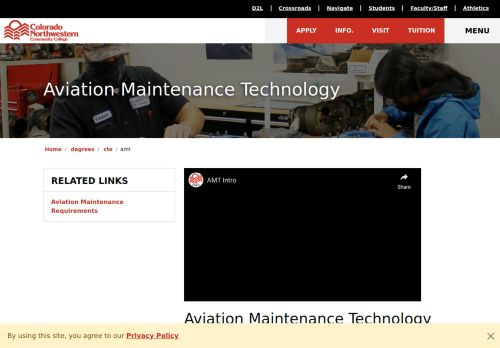 D2L | Crossroads | Navigate | Students | Faculty/Staff | Athletics
Colorado
Northwestern
Community College
APPLY INFO. VISIT TUITION MENU
Aviation Maintenance Technology
Home / degrees / cte / amt
RELATED LINKS
Aviation Maintenance
Requirements
AMT Intro
Share
Aviation Maintenance Technology
By using this site, you agree to our Privacy Policy ×